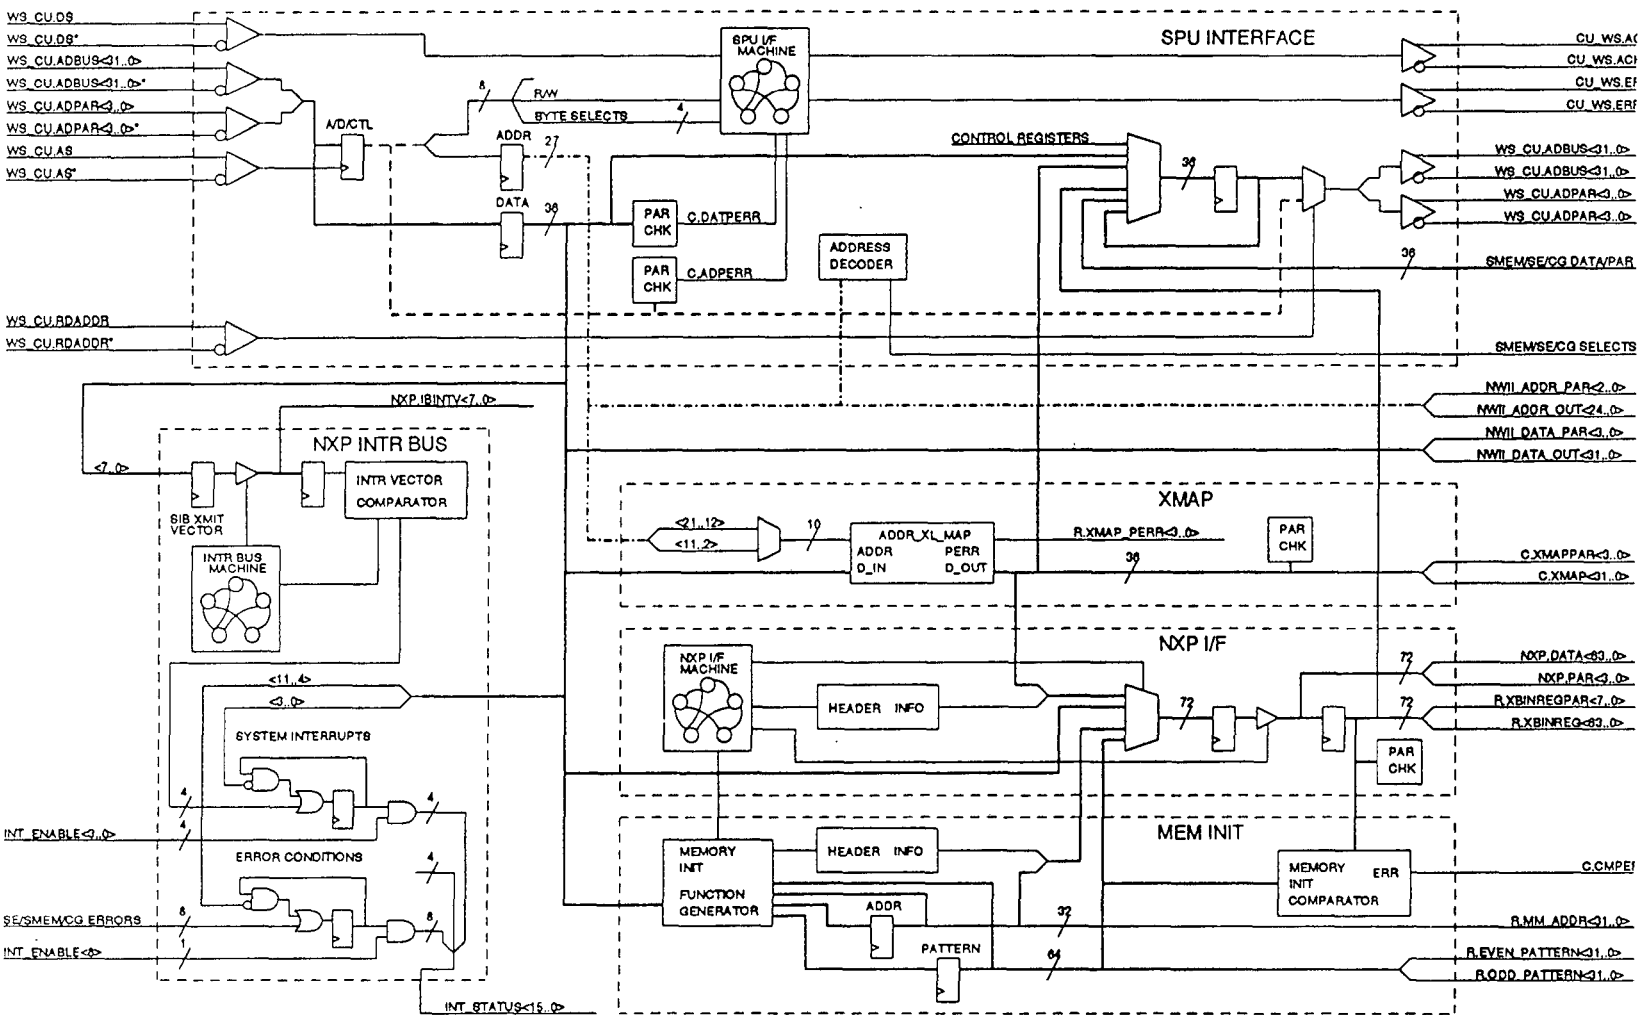 WS_CU.DS
WS_CU.DS*
WS_CU.ADBUS<31..0>
WS_CU.ADBUS<31..0>*
WS_CU.ADPAR<3..0>
WS_CU.ADPAR<3..0>*
WS_CU.AS
WS_CU.AS*
WS_CU.RDADDR
WS_CU.RDADDR*
SPU INTERFACE
SPU I/F
MACHINE
8
R/W
BYTE SELECTS
4
A/D/CTL
ADDR
27
DATA
36
PAR
CHK
C.DATPERR
PAR
CHK
C.ADPERR
ADDRESS
DECODER
CONTROL REGISTERS
36
CU_WS.ERR
WS_CU.ADBUS<31..0>
WS_CU.ADBUS<31..0>
WS_CU.ADPAR<3..0>
WS_CU.ADPAR<3..0>
36
SMEM/SE/CG DATA/PAR
SMEM/SE/CG SELECTS
NWII_ADDR_PAR<2..0>
NWII_ADDR_OUT<24..0>
NWII_DATA_PAR<3..0>
NWII_DATA_OUT<31..0>
NXP.IBINTV<7..0>
NXP INTR BUS
<7..0>
SIB XMIT
VECTOR
INTR VECTOR
COMPARATOR
INTR BUS
MACHINE
<11..4>
<3..0>
SYSTEM INTERRUPTS
4
4
4
INT_ENABLE<3..0>
ERROR CONDITIONS
4
SE/SMEM/CG ERRORS
8
8
INT_ENABLE<8>
1
INT_STATUS<15..0>
XMAP
<21..12>
<11..2>
10
ADDR_XL_MAP
ADDR PERR
D_IN D_OUT
R.XMAP_PERR<3..0>
36
PAR
CHK
C.XMAPPAR<3..0>
C.XMAP<31..0>
NXP I/F
NXP I/F
MACHINE
HEADER INFO
72
72
72
PAR
CHK
NXP.DATA<63..0>
NXP.PAR<3..0>
R.XBINREGPAR<7..0>
R.XBINREG<63..0>
MEM INIT
MEMORY
INIT
FUNCTION
GENERATOR
HEADER INFO
ADDR
32
PATTERN
64
MEMORY
INIT ERR
COMPARATOR
R.MM_ADDR<31..0>
R.EVEN_PATTERN<31..0>
R.ODD_PATTERN<31..0>